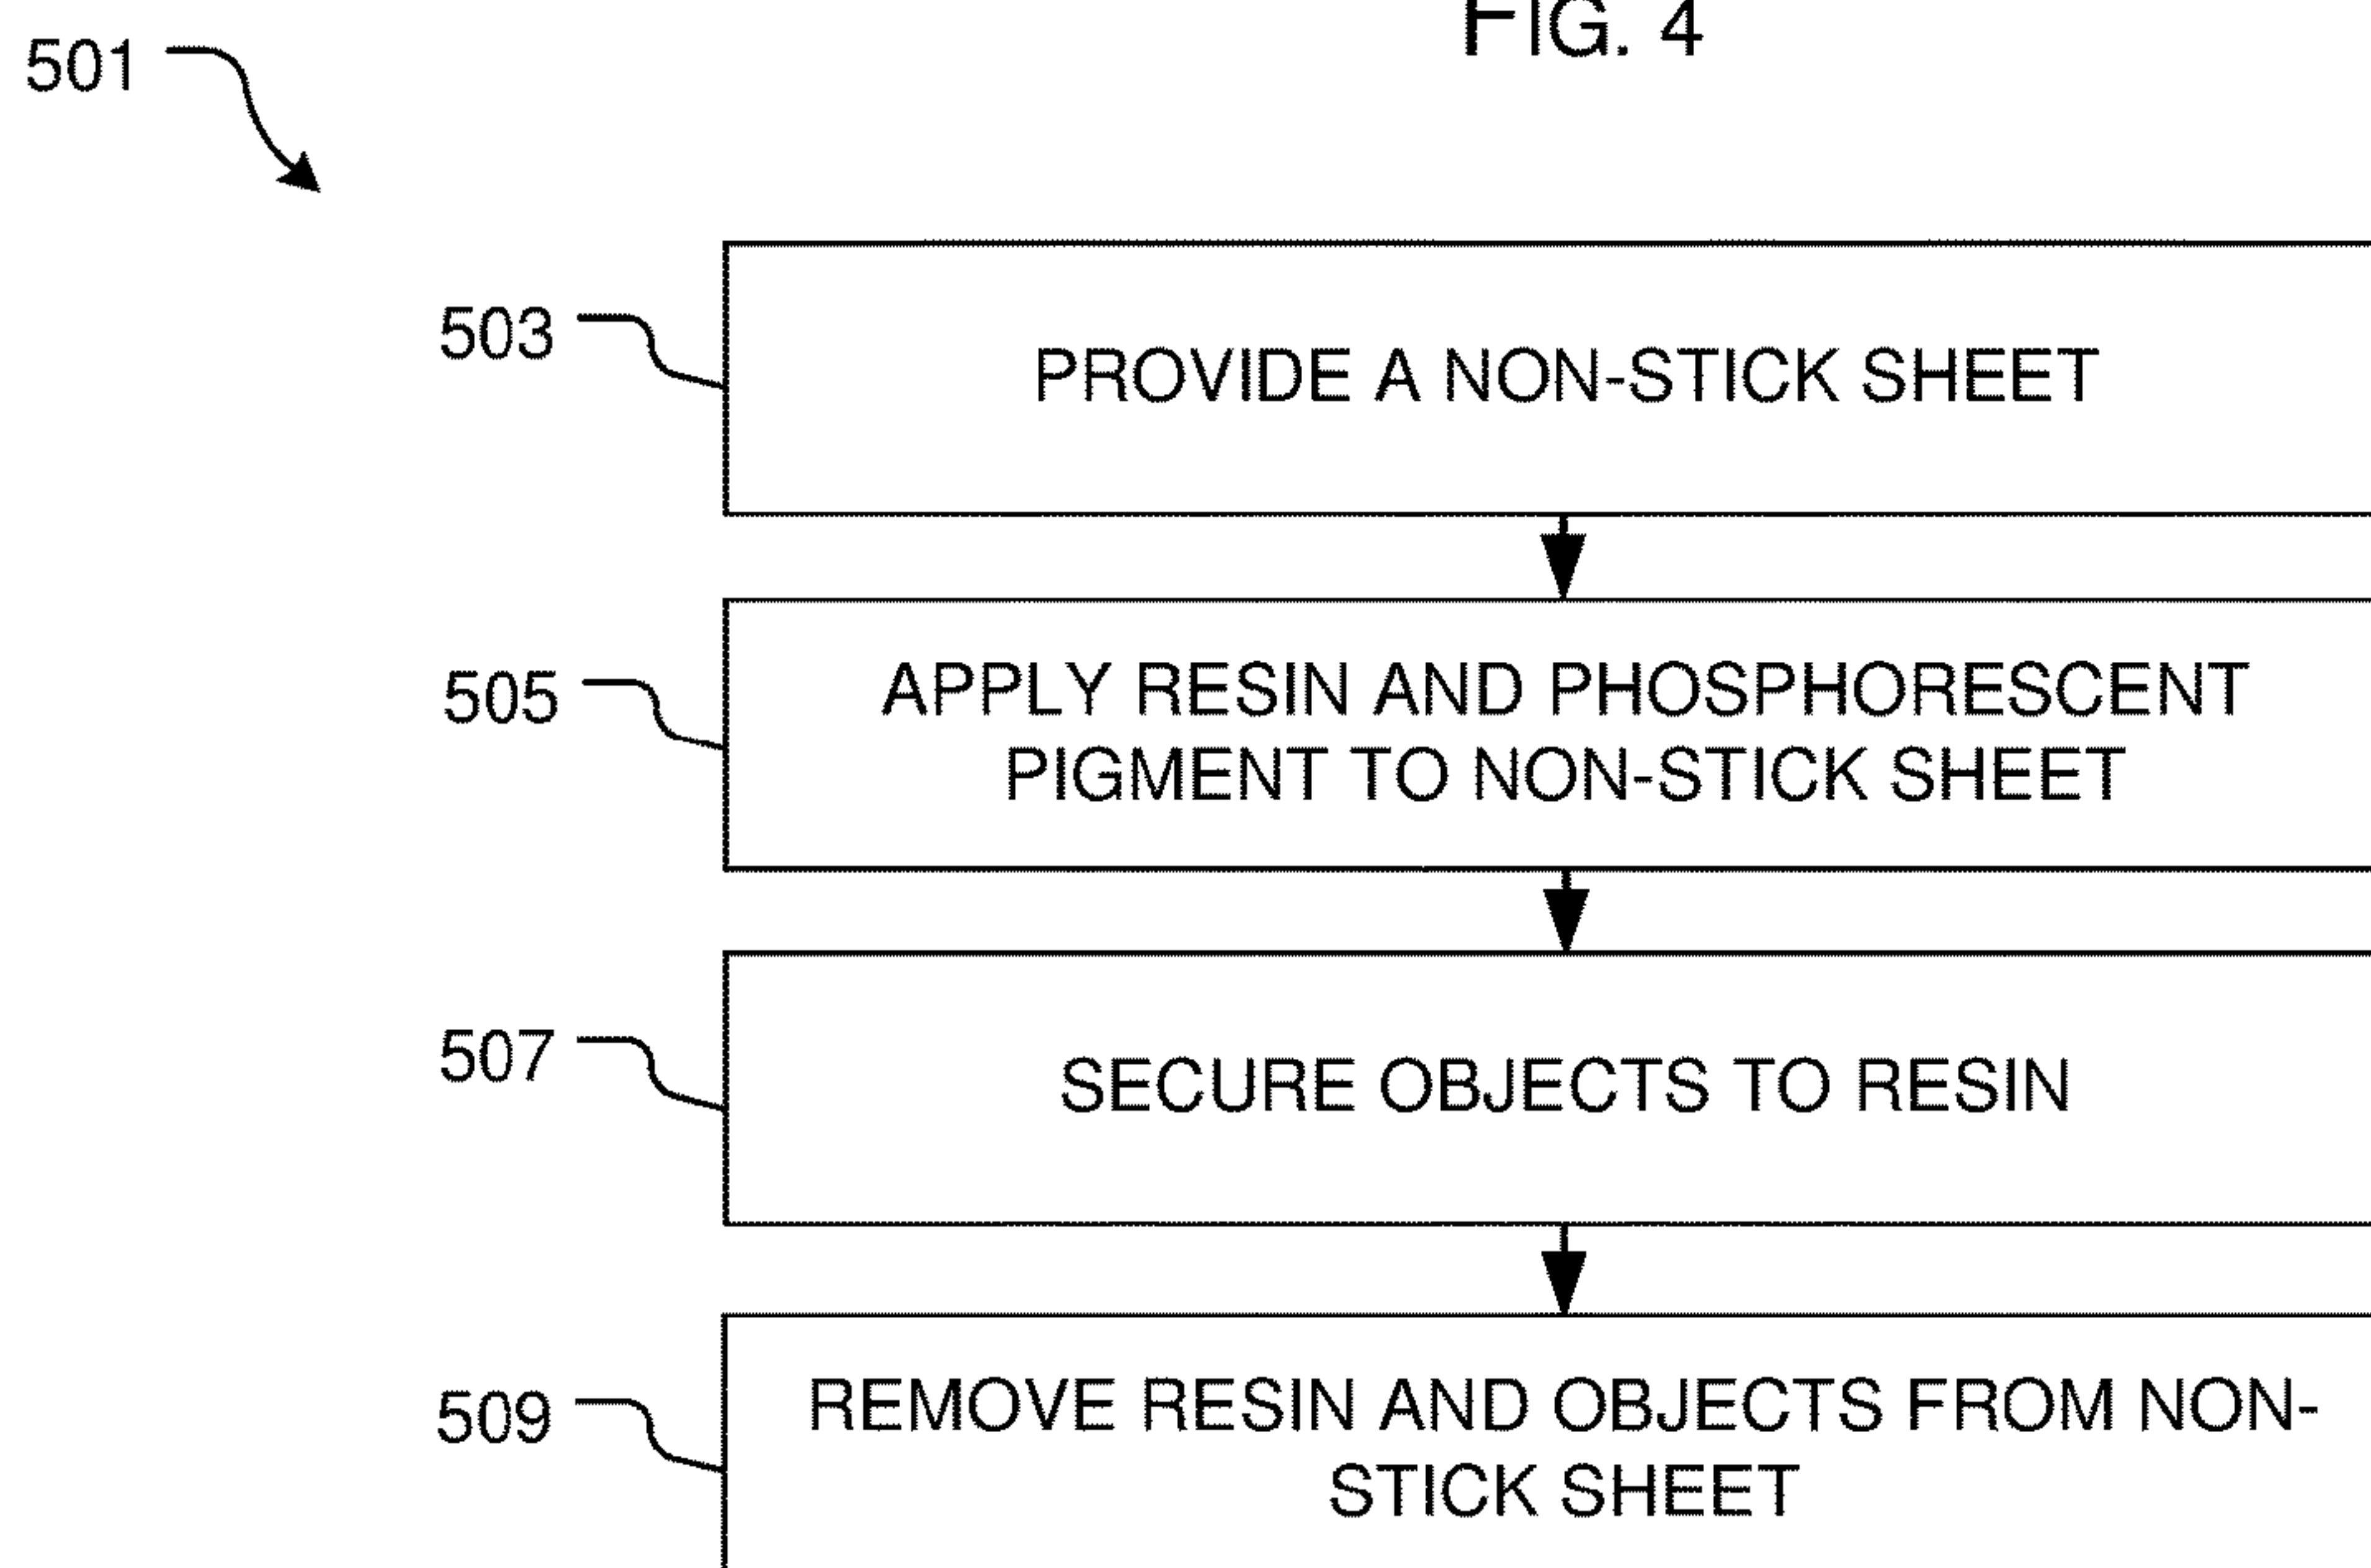 FIG. 4
501
503
PROVIDE A NON-STICK SHEET
505
APPLY RESIN AND PHOSPHORESCENT
PIGMENT TO NON-STICK SHEET
507
SECURE OBJECTS TO RESIN
509
REMOVE RESIN AND OBJECTS FROM NON-
STICK SHEET